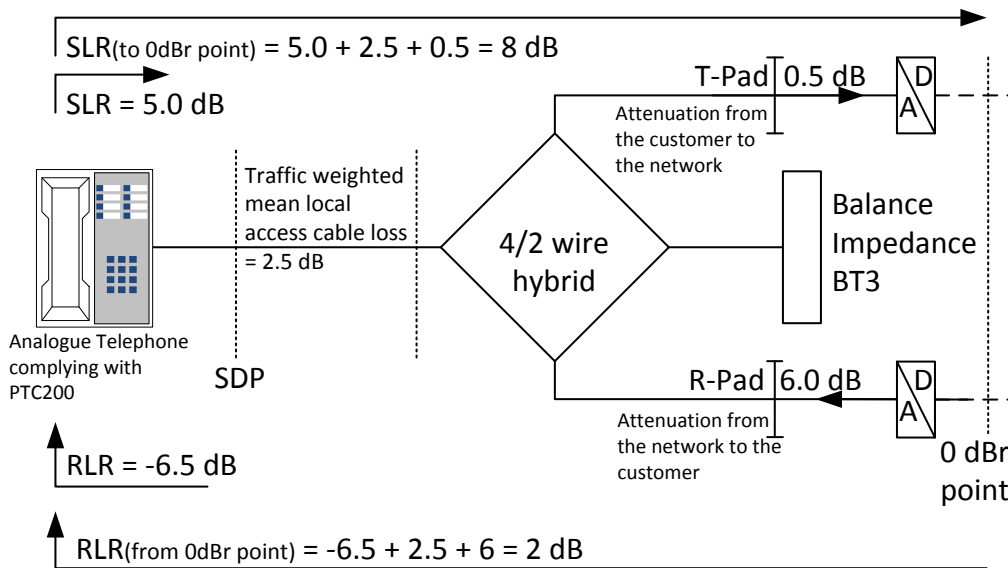 SLR(to 0dBr point) = 5.0 + 2.5 + 0.5 = 8 dB
SLR = 5.0 dB
T-Pad 0.5 dB
Attenuation from
the customer to
the network
D
A
Traffic weighted
mean local
access cable loss
= 2.5 dB
4/2 wire
hybrid
Balance
Impedance
BT3
Analogue Telephone
complying with
PTC200
SDP
R-Pad 6.0 dB
Attenuation from
the network to the
customer
D
A
0 dBr
point
RLR = -6.5 dB
RLR(from 0dBr point) = -6.5 + 2.5 + 6 = 2 dB